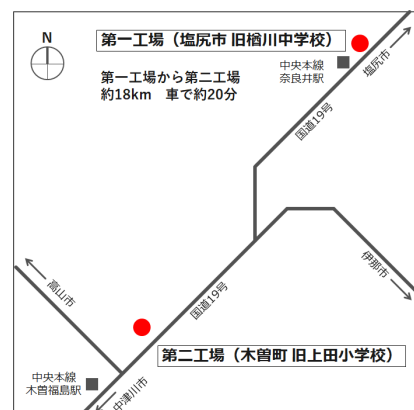 N
第一工場（塩尻市 旧楢川中学校）
中央本線
奈良井駅
塩尻市
第一工場から第二工場
約18km　車で約20分
国道19号
伊那市
高山市
国道19号
第二工場（木曽町 旧上田小学校）
中央本線
木曽福島駅
中津川市